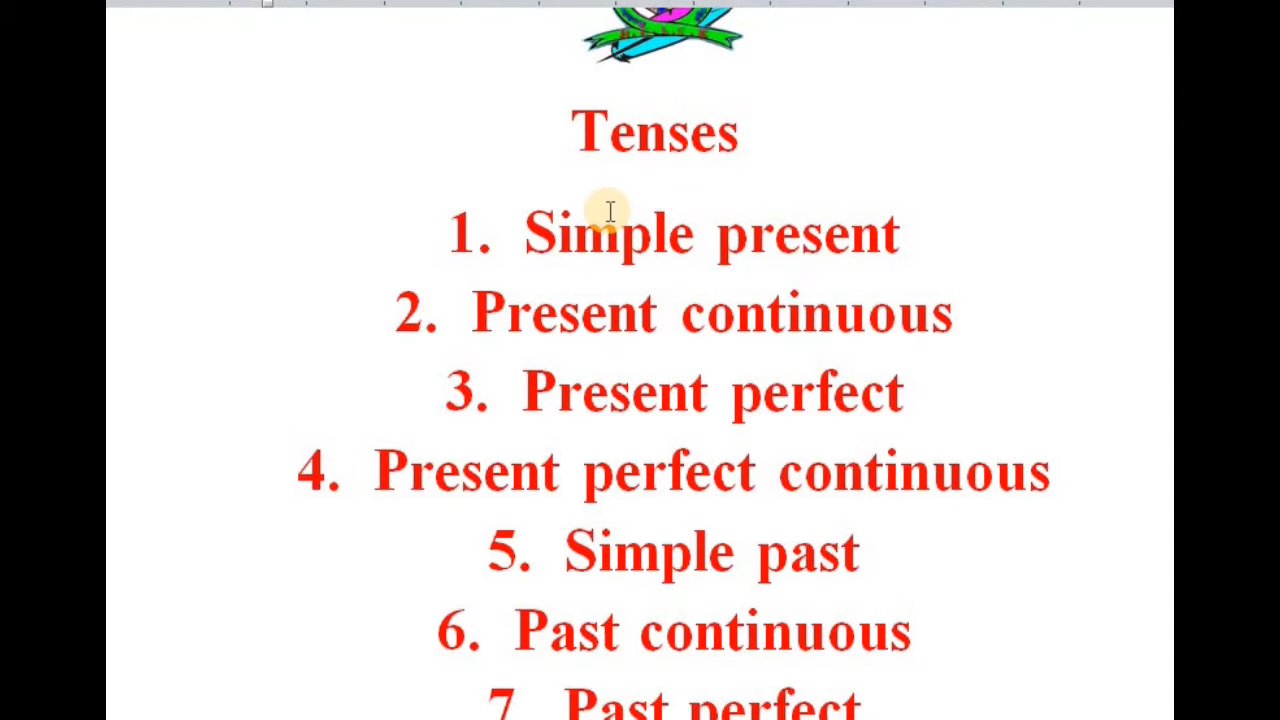 Tenses
1. Simple present
2. Present continuous
3. Present perfect
4. Present perfect continuous
5. Simple past
6. Past continuous
7. Past perfect